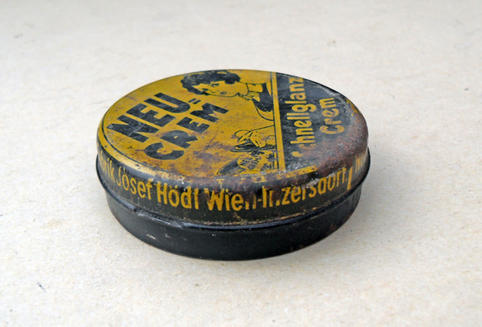 NEU-
CREM
Schnellglanz
Crem
Josef Hödl Wien-Inzersdorf